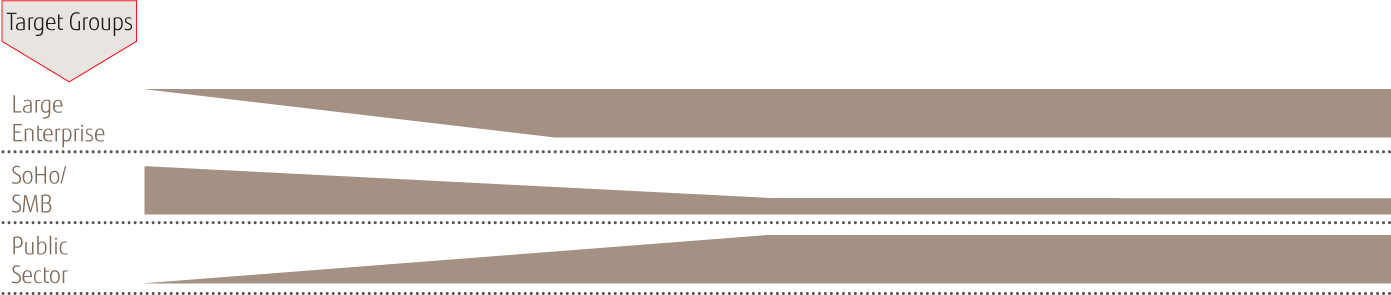 Target Groups
Large
Enterprise
SoHo/
SMB
Public
Sector